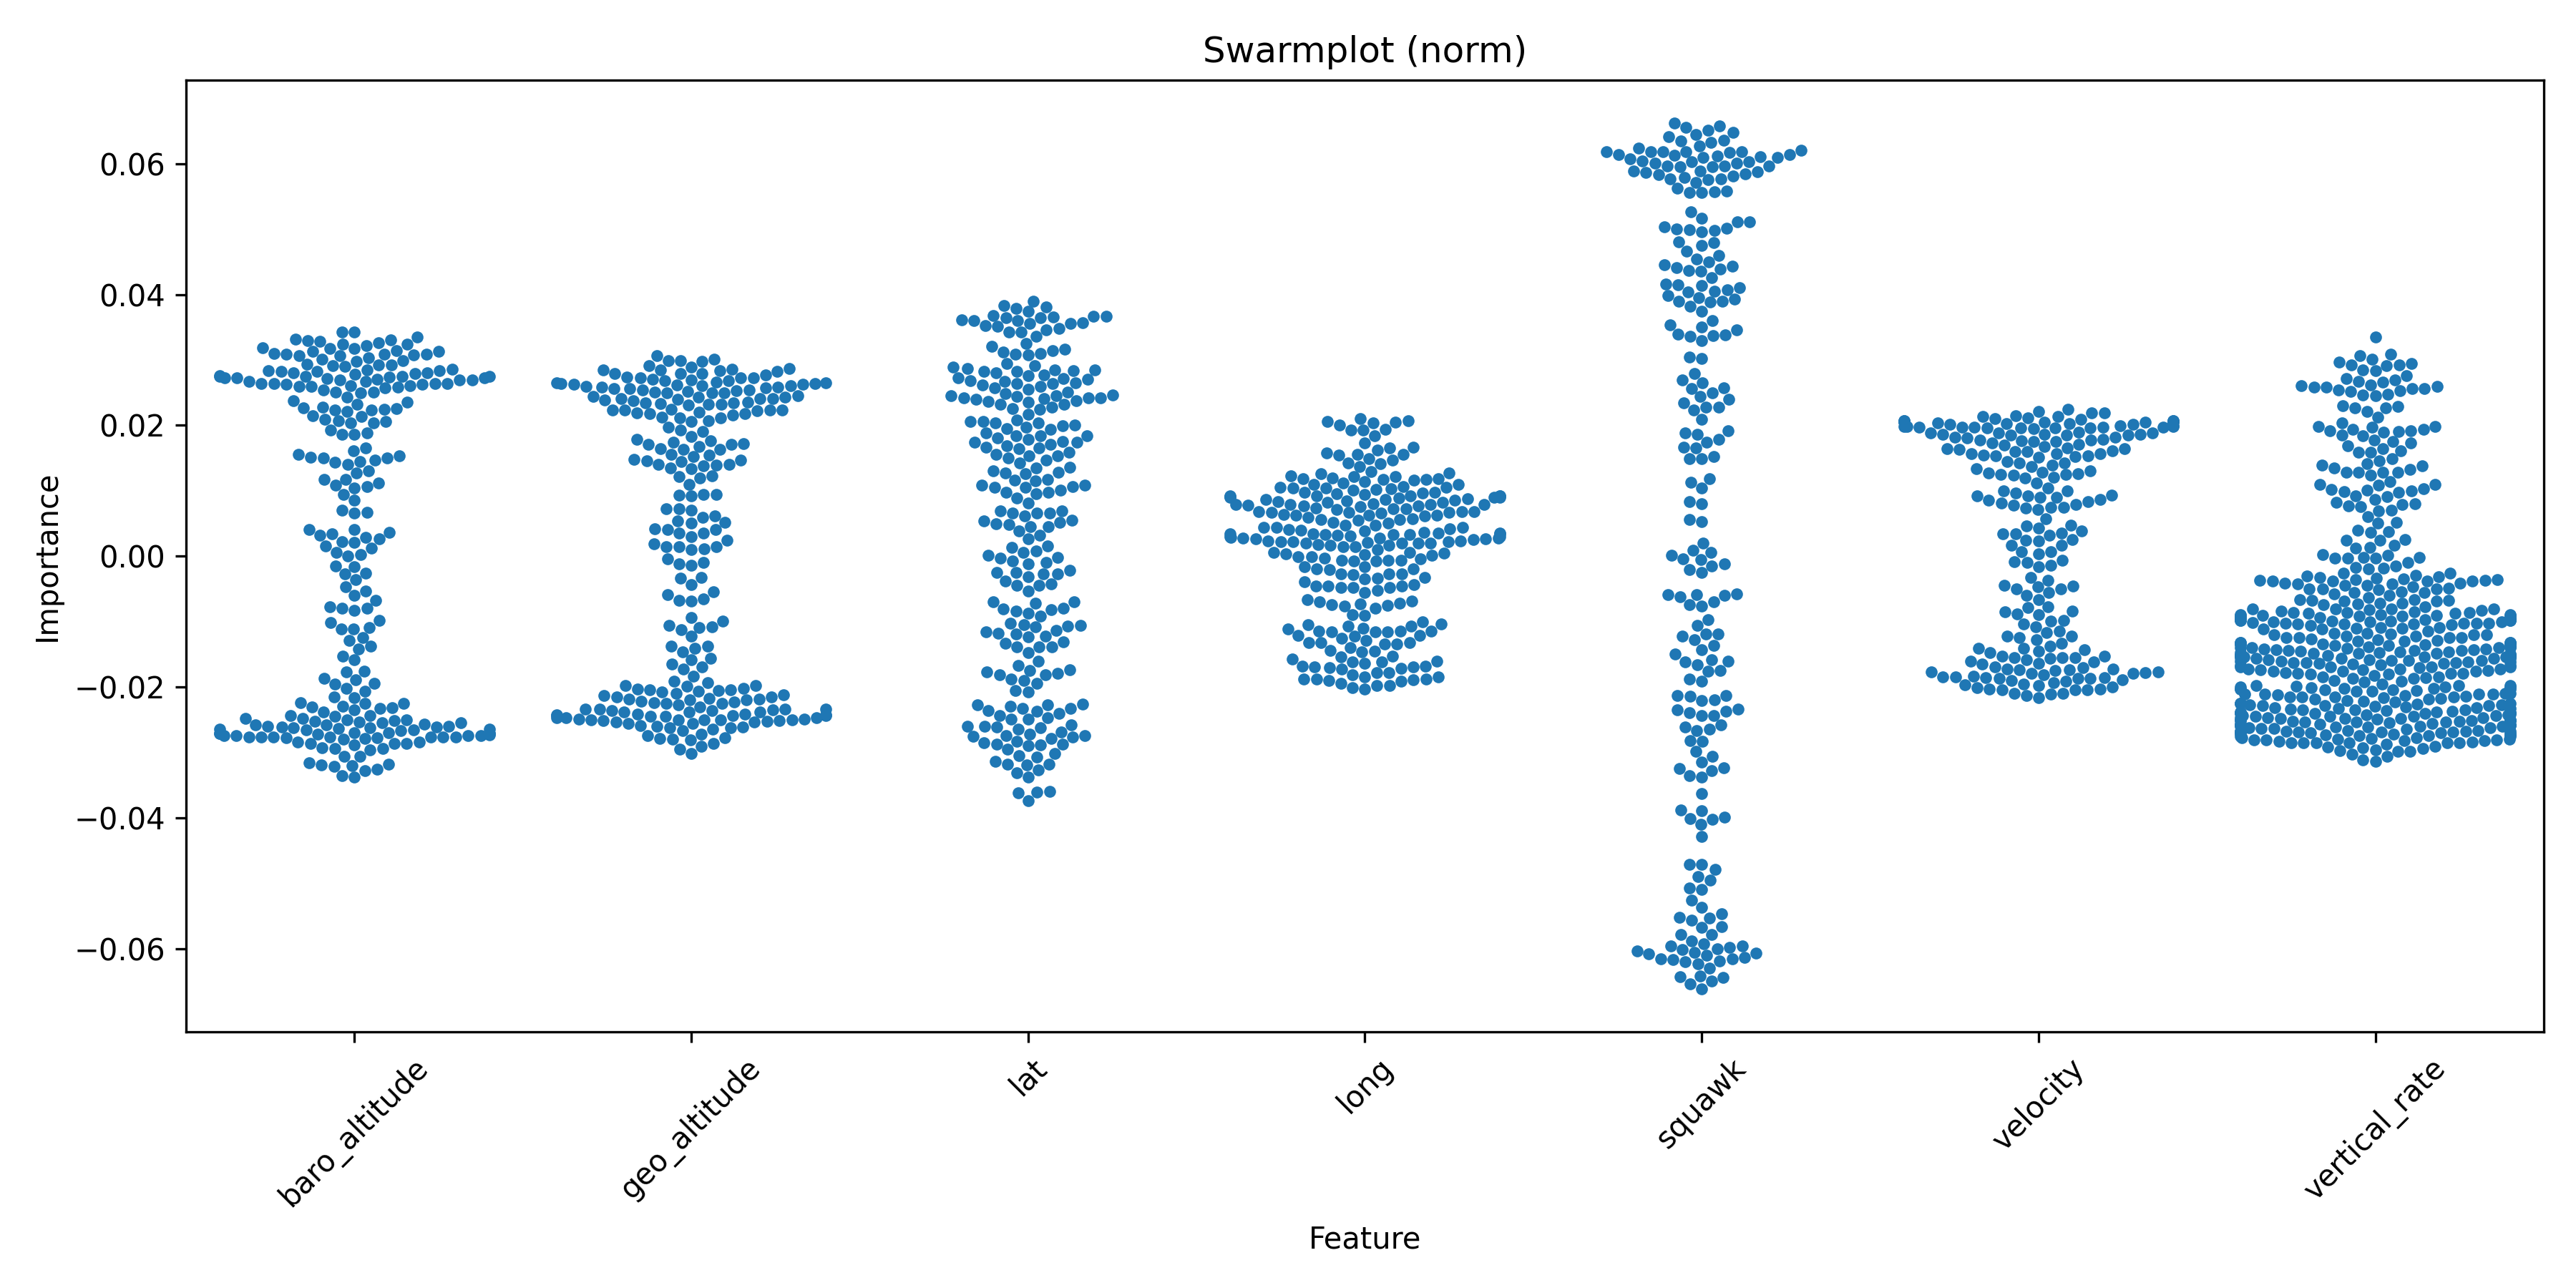 Swarmplot (norm)
Importance
0.06
0.04
0.02
0.00
−0.02
−0.04
−0.06
baro_altitude
geo_altitude
lat
long
squawk
velocity
vertical_rate
Feature